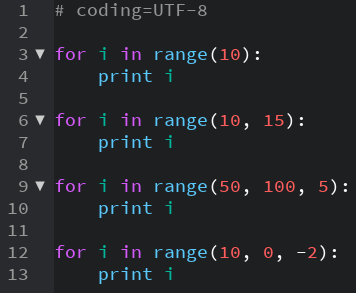 1 # coding=UTF-8
2
3 ▼ for i in range(10):
4     print i
5
6 ▼ for i in range(10, 15):
7     print i
8
9 ▼ for i in range(50, 100, 5):
10     print i
11
12 for i in range(10, 0, -2):
13     print i